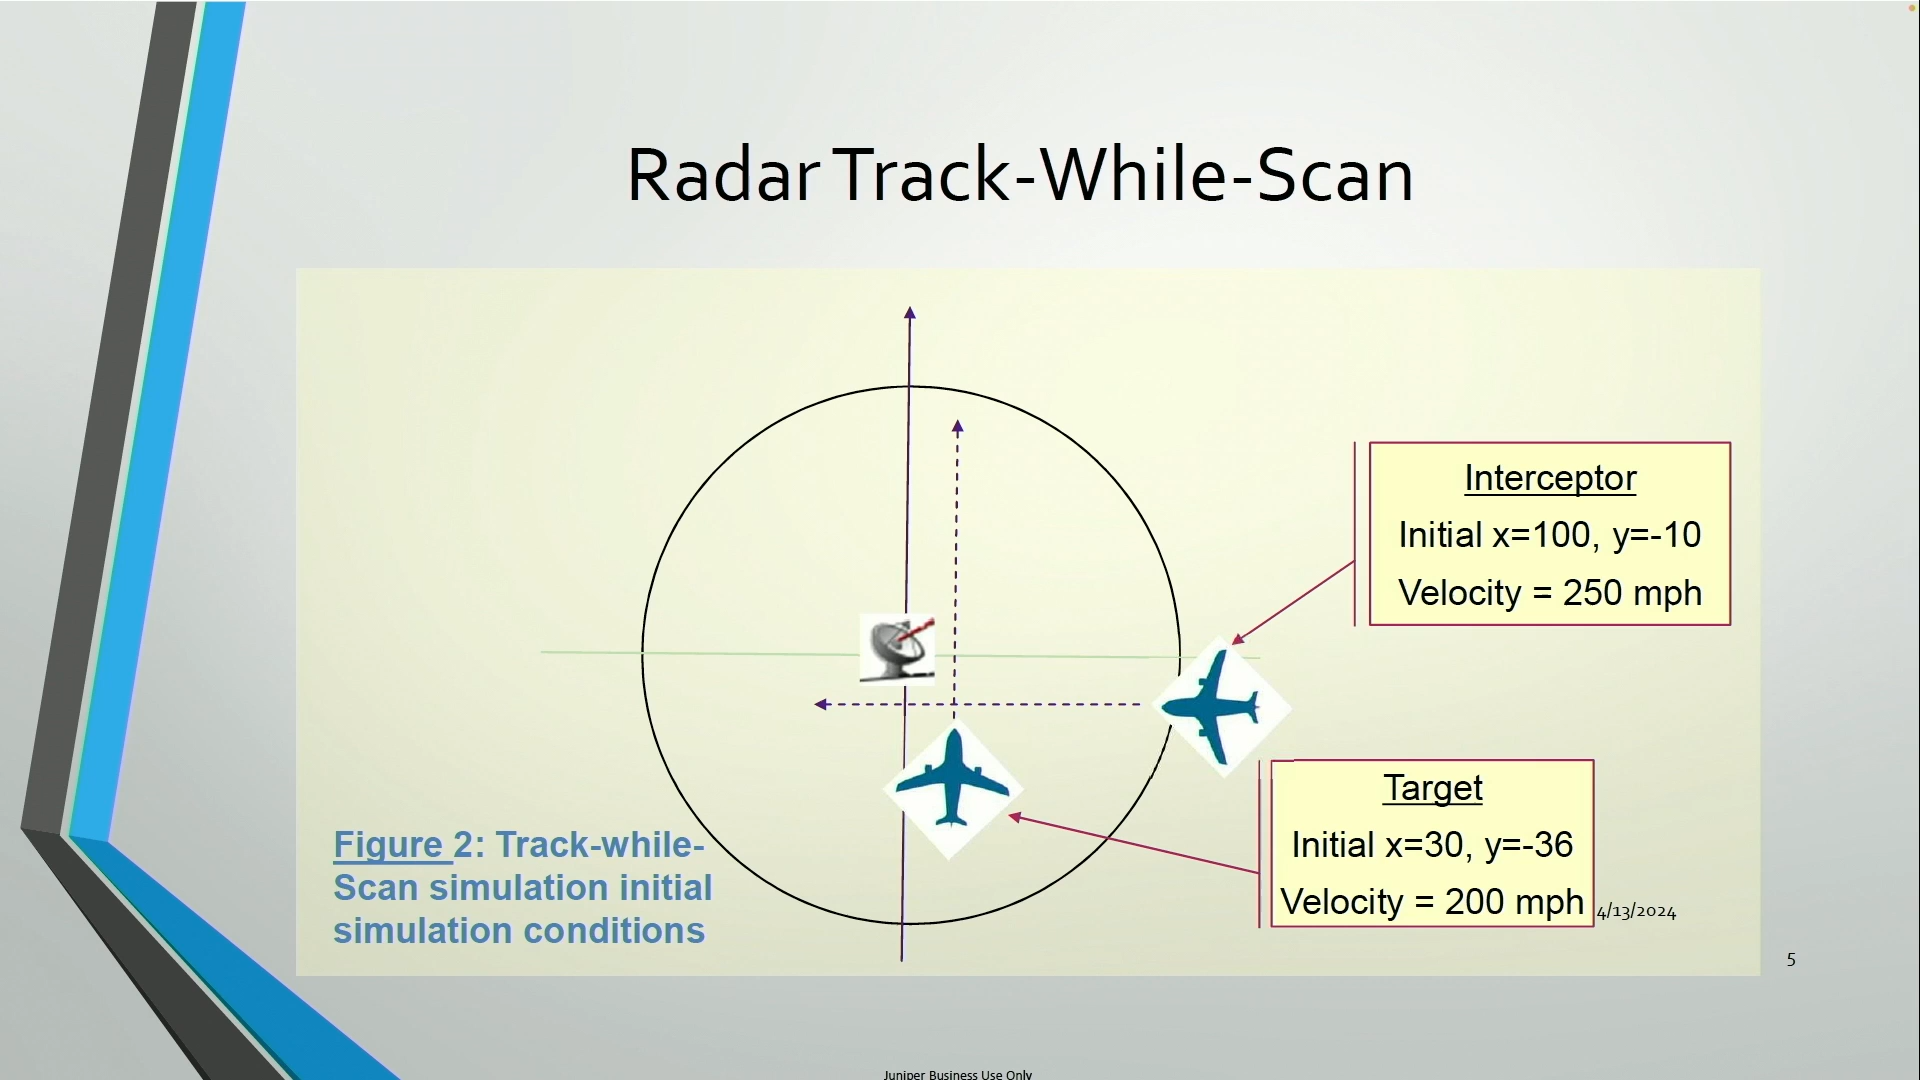 Radar Track-While-Scan
Interceptor
Initial x=100, y=-10
Velocity = 250 mph
Target
Initial x=30, y=-36
Velocity = 200 mph
Figure 2: Track-while-
Scan simulation initial
simulation conditions
4/13/2024
5
Juniper Business Use Only